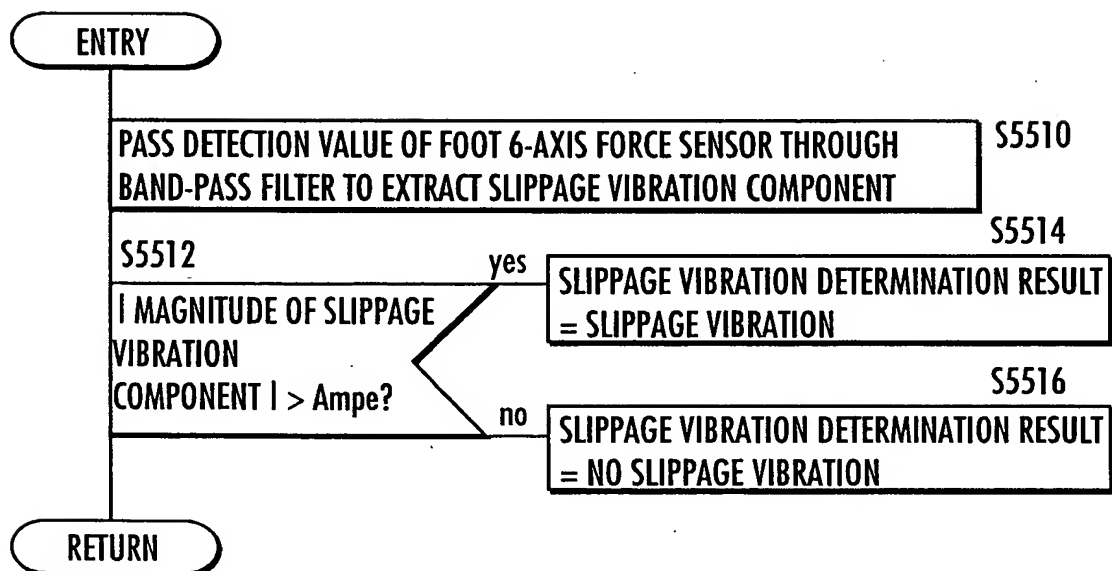 ENTRY
PASS DETECTION VALUE OF FOOT 6-AXIS FORCE SENSOR THROUGH
BAND-PASS FILTER TO EXTRACT SLIPPAGE VIBRATION COMPONENT
S5510
S5512
| MAGNITUDE OF SLIPPAGE
VIBRATION
COMPONENT | > Ampe?
yes
S5514
SLIPPAGE VIBRATION DETERMINATION RESULT
= SLIPPAGE VIBRATION
no
S5516
SLIPPAGE VIBRATION DETERMINATION RESULT
= NO SLIPPAGE VIBRATION
RETURN